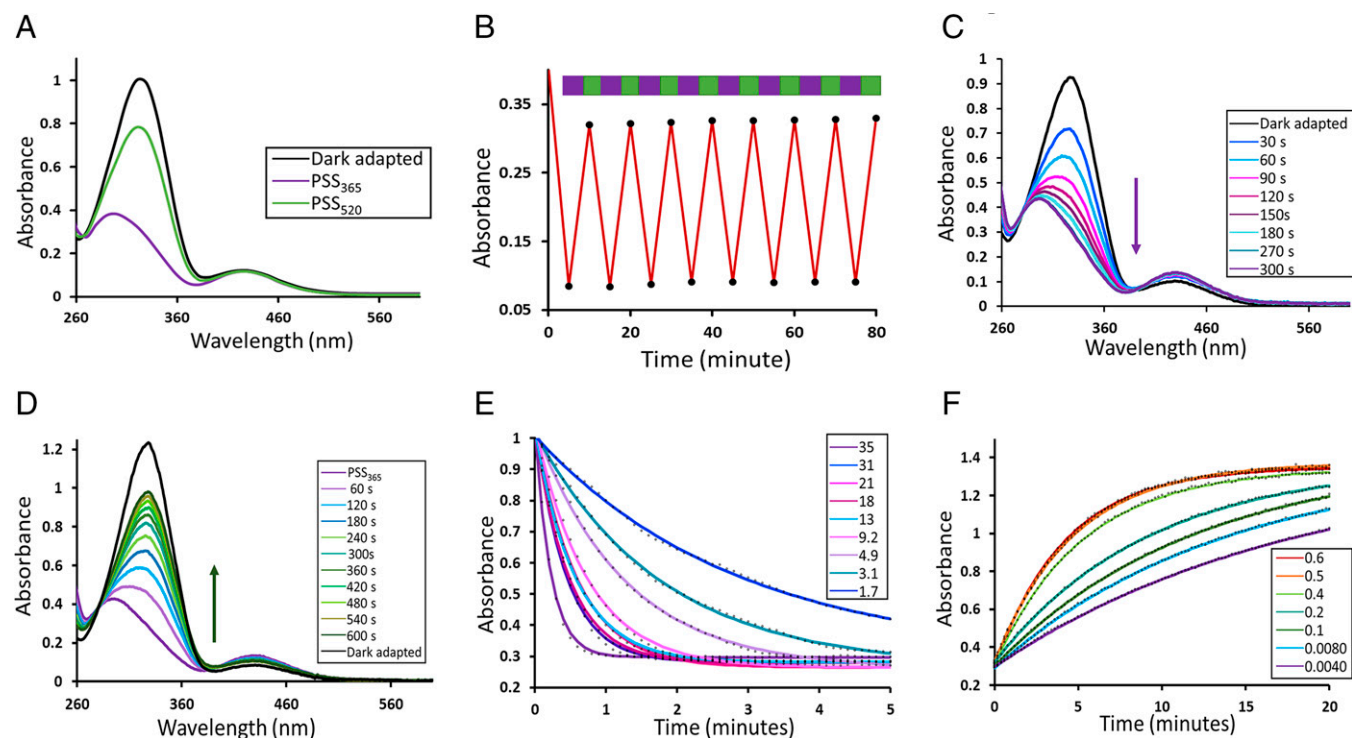 A
Absorbance
1
0.8
0.6
0.4
0.2
0
260
360
460
560
Wavelength (nm)
Dark adapted
PSS365
PSS520
B
Absorbance
0.35
0.25
0.15
0.05
0
20
40
60
80
Time (minute)
C
Absorbance
1
0.9
0.8
0.7
0.6
0.5
0.4
0.3
0.2
0.1
0
260
360
460
560
Wavelength (nm)
Dark adapted
30 s
60 s
90 s
120 s
150s
180 s
270 s
300 s
D
Absorbance
1.2
1
0.8
0.6
0.4
0.2
0
260
360
460
560
Wavelength (nm)
PSS365
60 s
120 s
180 s
240 s
300s
360 s
420 s
480 s
540 s
600 s
Dark adapted
E
Absorbance
1
0.9
0.8
0.7
0.6
0.5
0.4
0.3
0.2
0
1
2
3
4
5
Time (minutes)
35
31
21
18
13
9.2
4.9
3.1
1.7
F
Absorbance
1.4
1.2
1
0.8
0.6
0.4
0.2
0
5
10
15
20
Time (minutes)
0.6
0.5
0.4
0.2
0.1
0.0080
0.0040